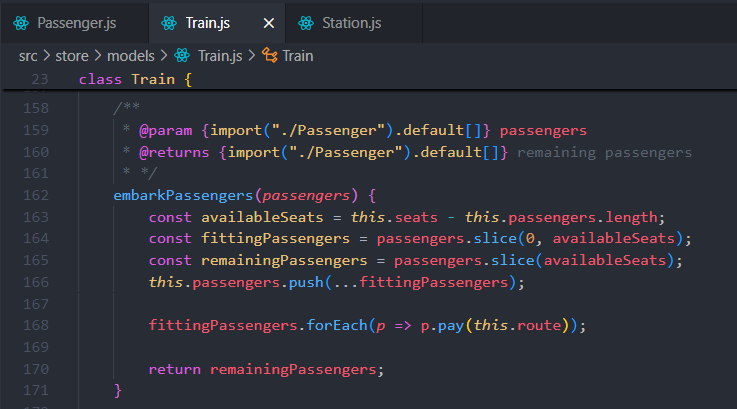 Passenger.js Train.js × Station.js
src > store > models > Train.js > Train
23 class Train {
158 /**
159 * @param {import("./Passenger").default[]} passengers
160 * @returns {import("./Passenger").default[]} remaining passengers
161 * */
162 embarkPassengers(passengers) {
163 const availableSeats = this.seats - this.passengers.length;
164 const fittingPassengers = passengers.slice(0, availableSeats);
165 const remainingPassengers = passengers.slice(availableSeats);
166 this.passengers.push(...fittingPassengers);
167
168 fittingPassengers.forEach(p => p.pay(this.route));
169
170 return remainingPassengers;
171 }